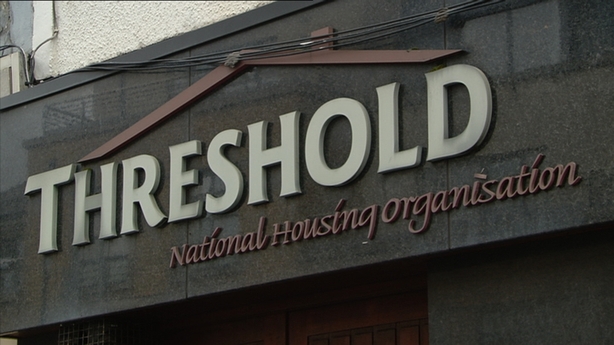 THRESHOLD
National Housing organisation